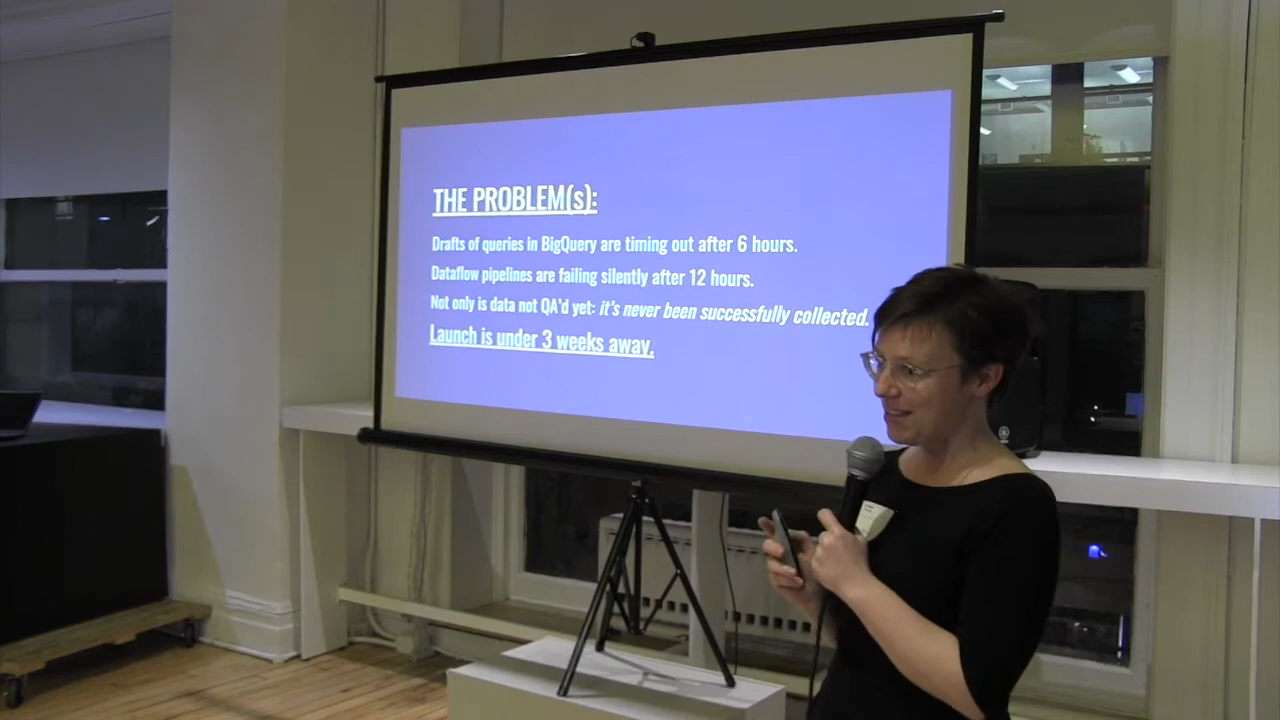 THE PROBLEM(s):
Drafts of queries in BigQuery are timing out after 6 hours.
Dataflow pipelines are failing silently after 12 hours.
Not only is data not QA'd yet: it's never been successfully collected.
Launch is under 3 weeks away.